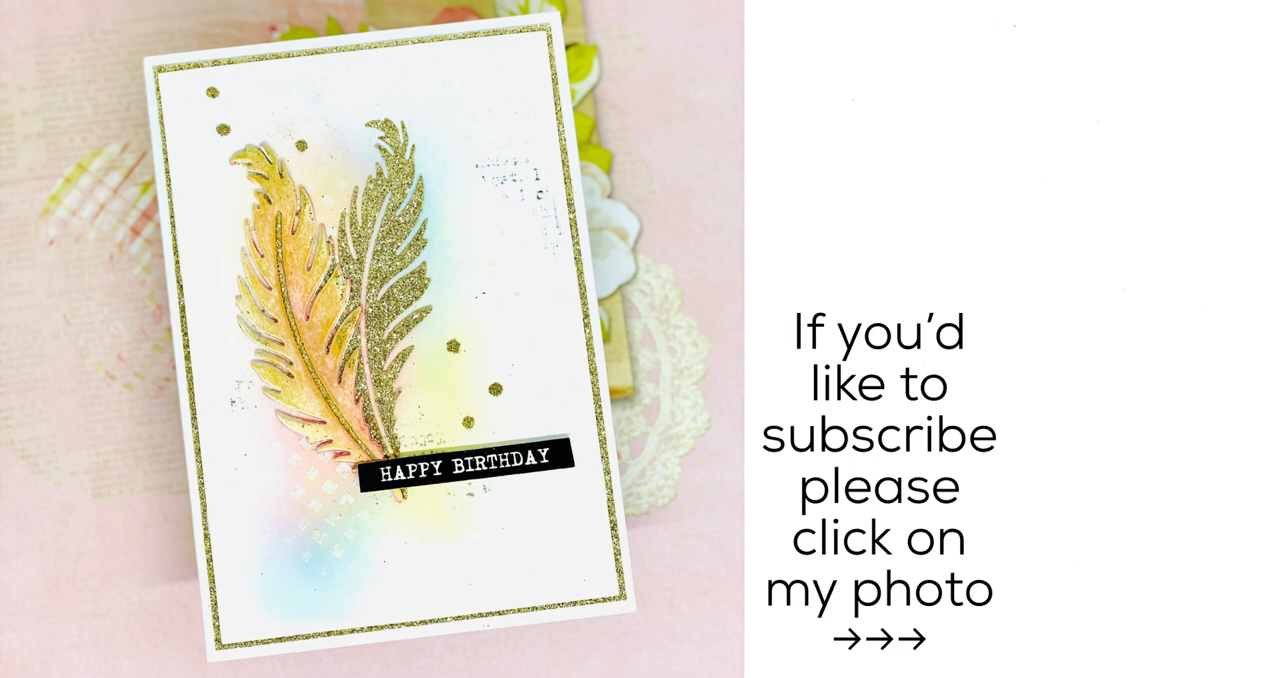 HAPPY BIRTHDAY
If you'd
like to
subscribe
please
click on
my photo
→→→